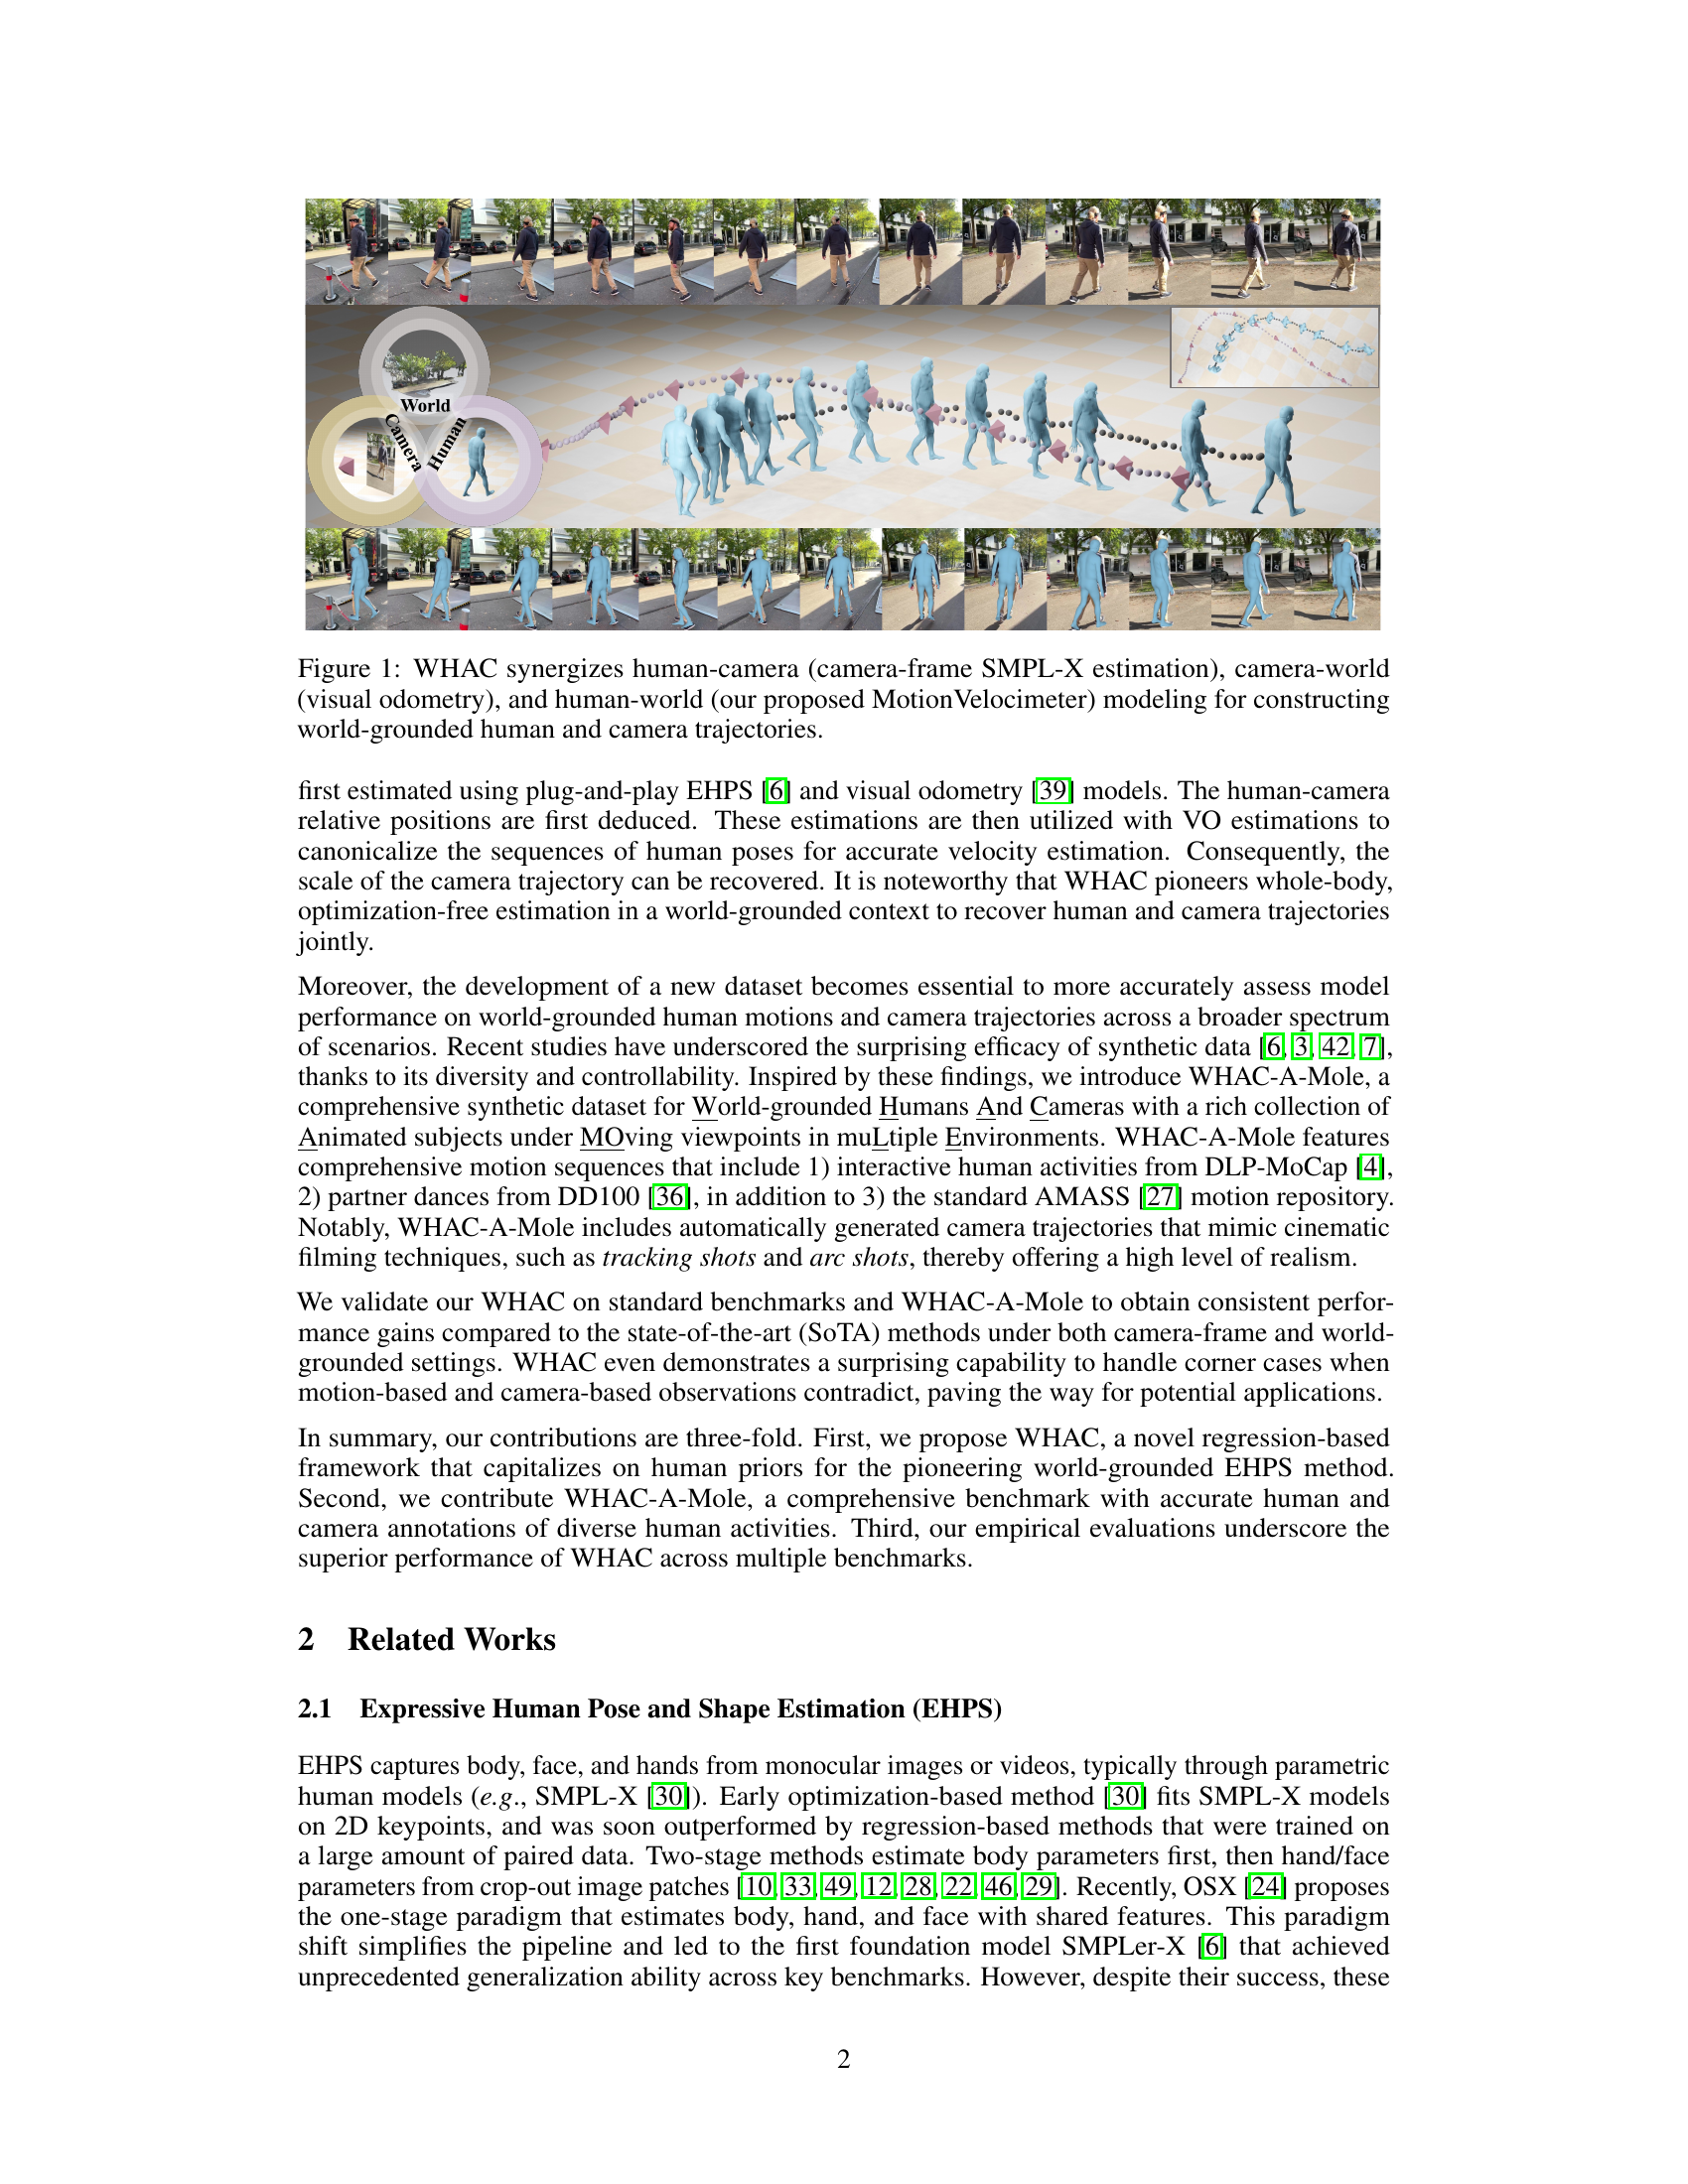 World
Camera
Human
Figure 1: WHAC synergizes human-camera (camera-frame SMPL-X estimation), camera-world
(visual odometry), and human-world (our proposed MotionVelocimeter) modeling for constructing
world-grounded human and camera trajectories.
first estimated using plug-and-play EHPS [6] and visual odometry [39] models. The human-camera
relative positions are first deduced. These estimations are then utilized with VO estimations to
canonicalize the sequences of human poses for accurate velocity estimation. Consequently, the
scale of the camera trajectory can be recovered. It is noteworthy that WHAC pioneers whole-body,
optimization-free estimation in a world-grounded context to recover human and camera trajectories
jointly.
Moreover, the development of a new dataset becomes essential to more accurately assess model
performance on world-grounded human motions and camera trajectories across a broader spectrum
of scenarios. Recent studies have underscored the surprising efficacy of synthetic data [6, 3, 42, 7],
thanks to its diversity and controllability. Inspired by these findings, we introduce WHAC-A-Mole, a
comprehensive synthetic dataset for World-grounded Humans And Cameras with a rich collection of
Animated subjects under MOving viewpoints in muLtiple Environments. WHAC-A-Mole features
comprehensive motion sequences that include 1) interactive human activities from DLP-MoCap [4],
2) partner dances from DD100 [36], in addition to 3) the standard AMASS [27] motion repository.
Notably, WHAC-A-Mole includes automatically generated camera trajectories that mimic cinematic
filming techniques, such as tracking shots and arc shots, thereby offering a high level of realism.
We validate our WHAC on standard benchmarks and WHAC-A-Mole to obtain consistent perfor-
mance gains compared to the state-of-the-art (SoTA) methods under both camera-frame and world-
grounded settings. WHAC even demonstrates a surprising capability to handle corner cases when
motion-based and camera-based observations contradict, paving the way for potential applications.
In summary, our contributions are three-fold. First, we propose WHAC, a novel regression-based
framework that capitalizes on human priors for the pioneering world-grounded EHPS method.
Second, we contribute WHAC-A-Mole, a comprehensive benchmark with accurate human and
camera annotations of diverse human activities. Third, our empirical evaluations underscore the
superior performance of WHAC across multiple benchmarks.
2 Related Works
2.1 Expressive Human Pose and Shape Estimation (EHPS)
EHPS captures body, face, and hands from monocular images or videos, typically through parametric
human models (e.g., SMPL-X [30]). Early optimization-based method [30] fits SMPL-X models
on 2D keypoints, and was soon outperformed by regression-based methods that were trained on
a large amount of paired data. Two-stage methods estimate body parameters first, then hand/face
parameters from crop-out image patches [10, 33, 49, 12, 28, 22, 46, 29]. Recently, OSX [24] proposes
the one-stage paradigm that estimates body, hand, and face with shared features. This paradigm
shift simplifies the pipeline and led to the first foundation model SMPLer-X [6] that achieved
unprecedented generalization ability across key benchmarks. However, despite their success, these
2